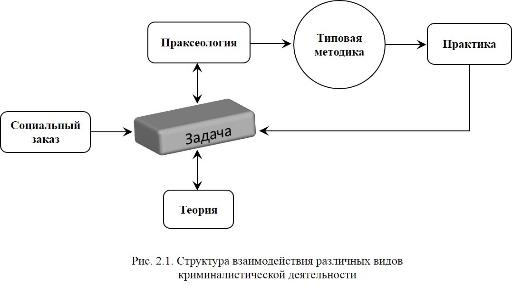 Праксеология
Типовая
методика
Практика
Социальный
заказ
Задача
Теория
Рис. 2.1. Структура взаимодействия различных видов
криминалистической деятельности